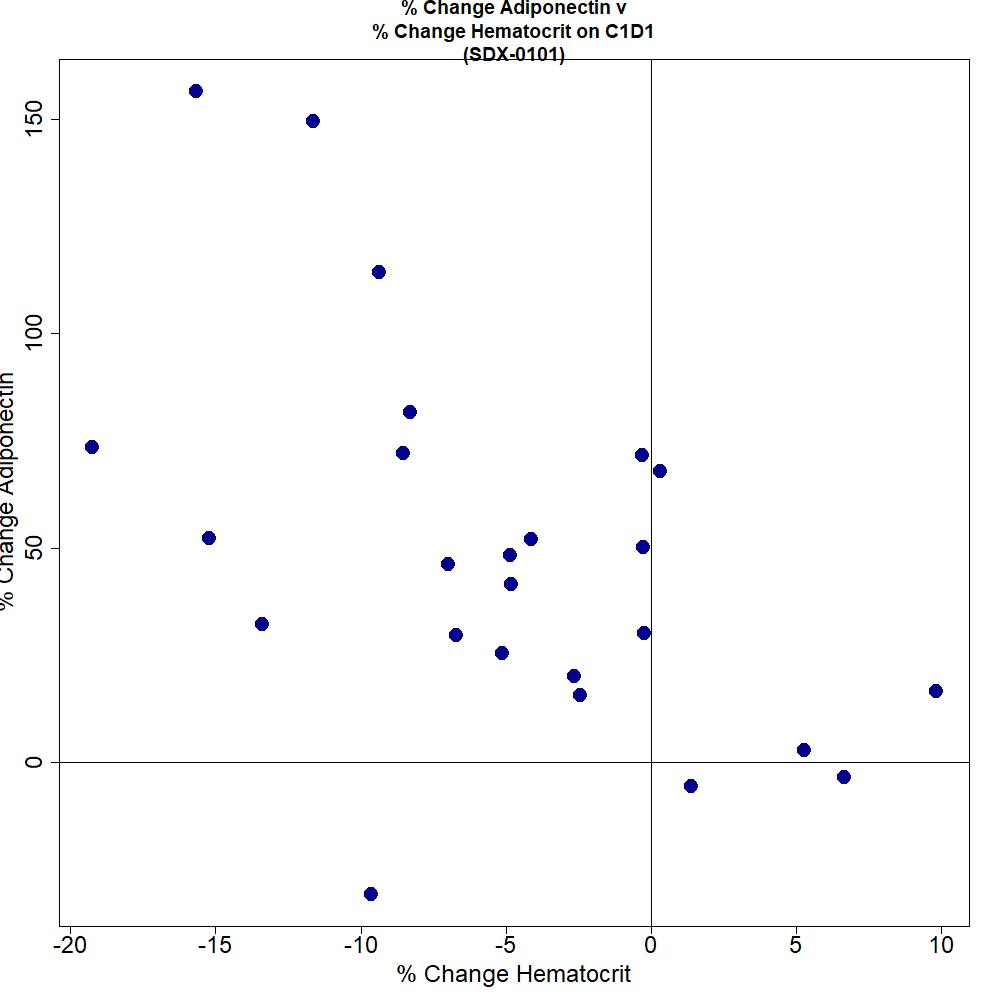 % Change Adiponectin v
% Change Hematocrit on C1D1
(SDX-0101)
% Change Adiponectin
150
100
50
0
-20 -15 -10 -5 0 5 10
% Change Hematocrit